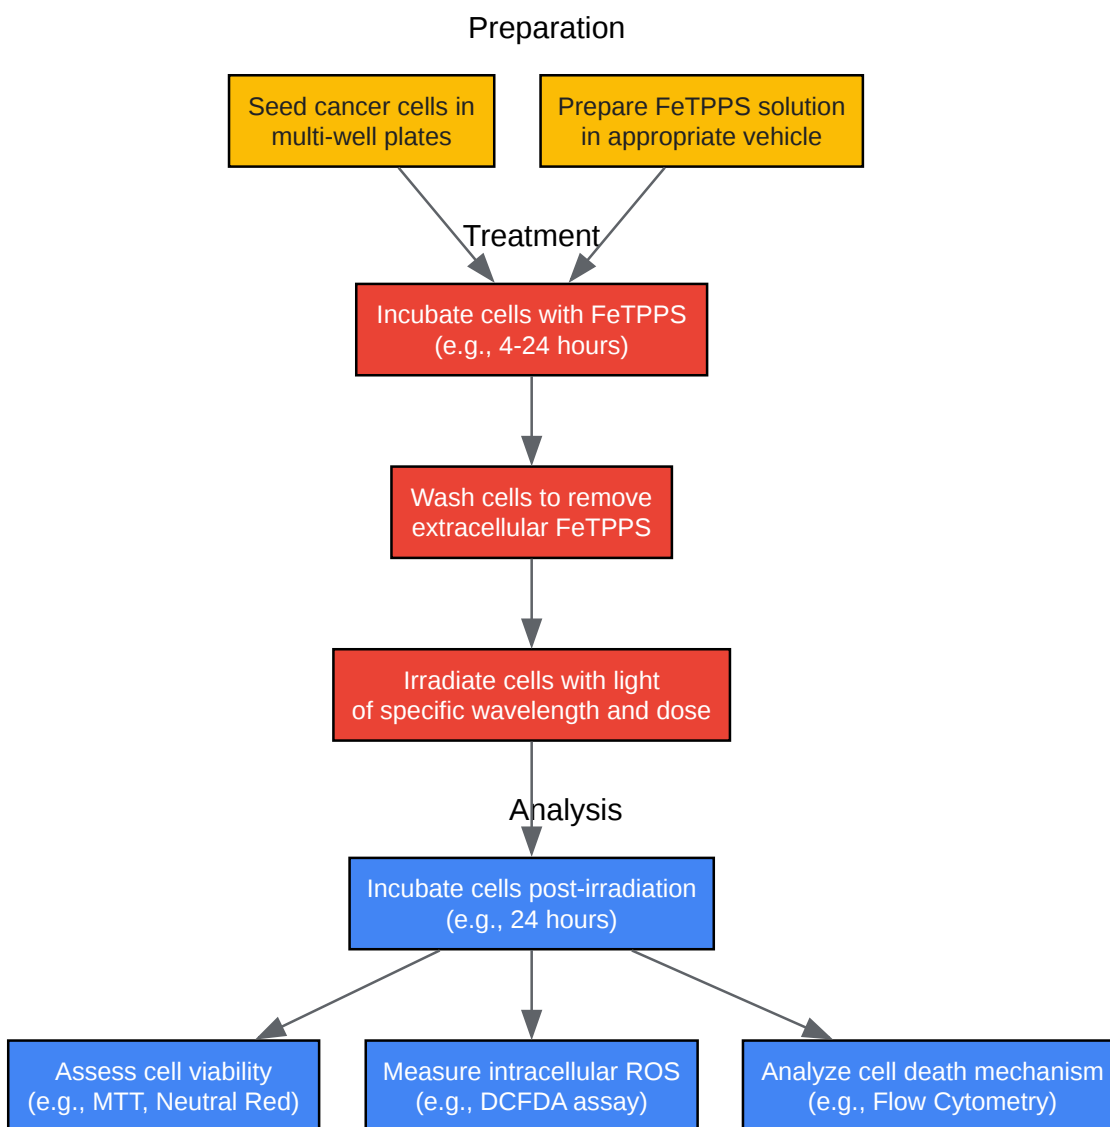 Preparation
Seed cancer cells in
multi-well plates
Prepare FeTPPS solution
in appropriate vehicle
Treatment
Incubate cells with FeTPPS
(e.g., 4-24 hours)
Wash cells to remove
extracellular FeTPPS
Irradiate cells with light
of specific wavelength and dose
Analysis
Incubate cells post-irradiation
(e.g., 24 hours)
Assess cell viability
(e.g., MTT, Neutral Red)
Measure intracellular ROS
(e.g., DCFDA assay)
Analyze cell death mechanism
(e.g., Flow Cytometry)